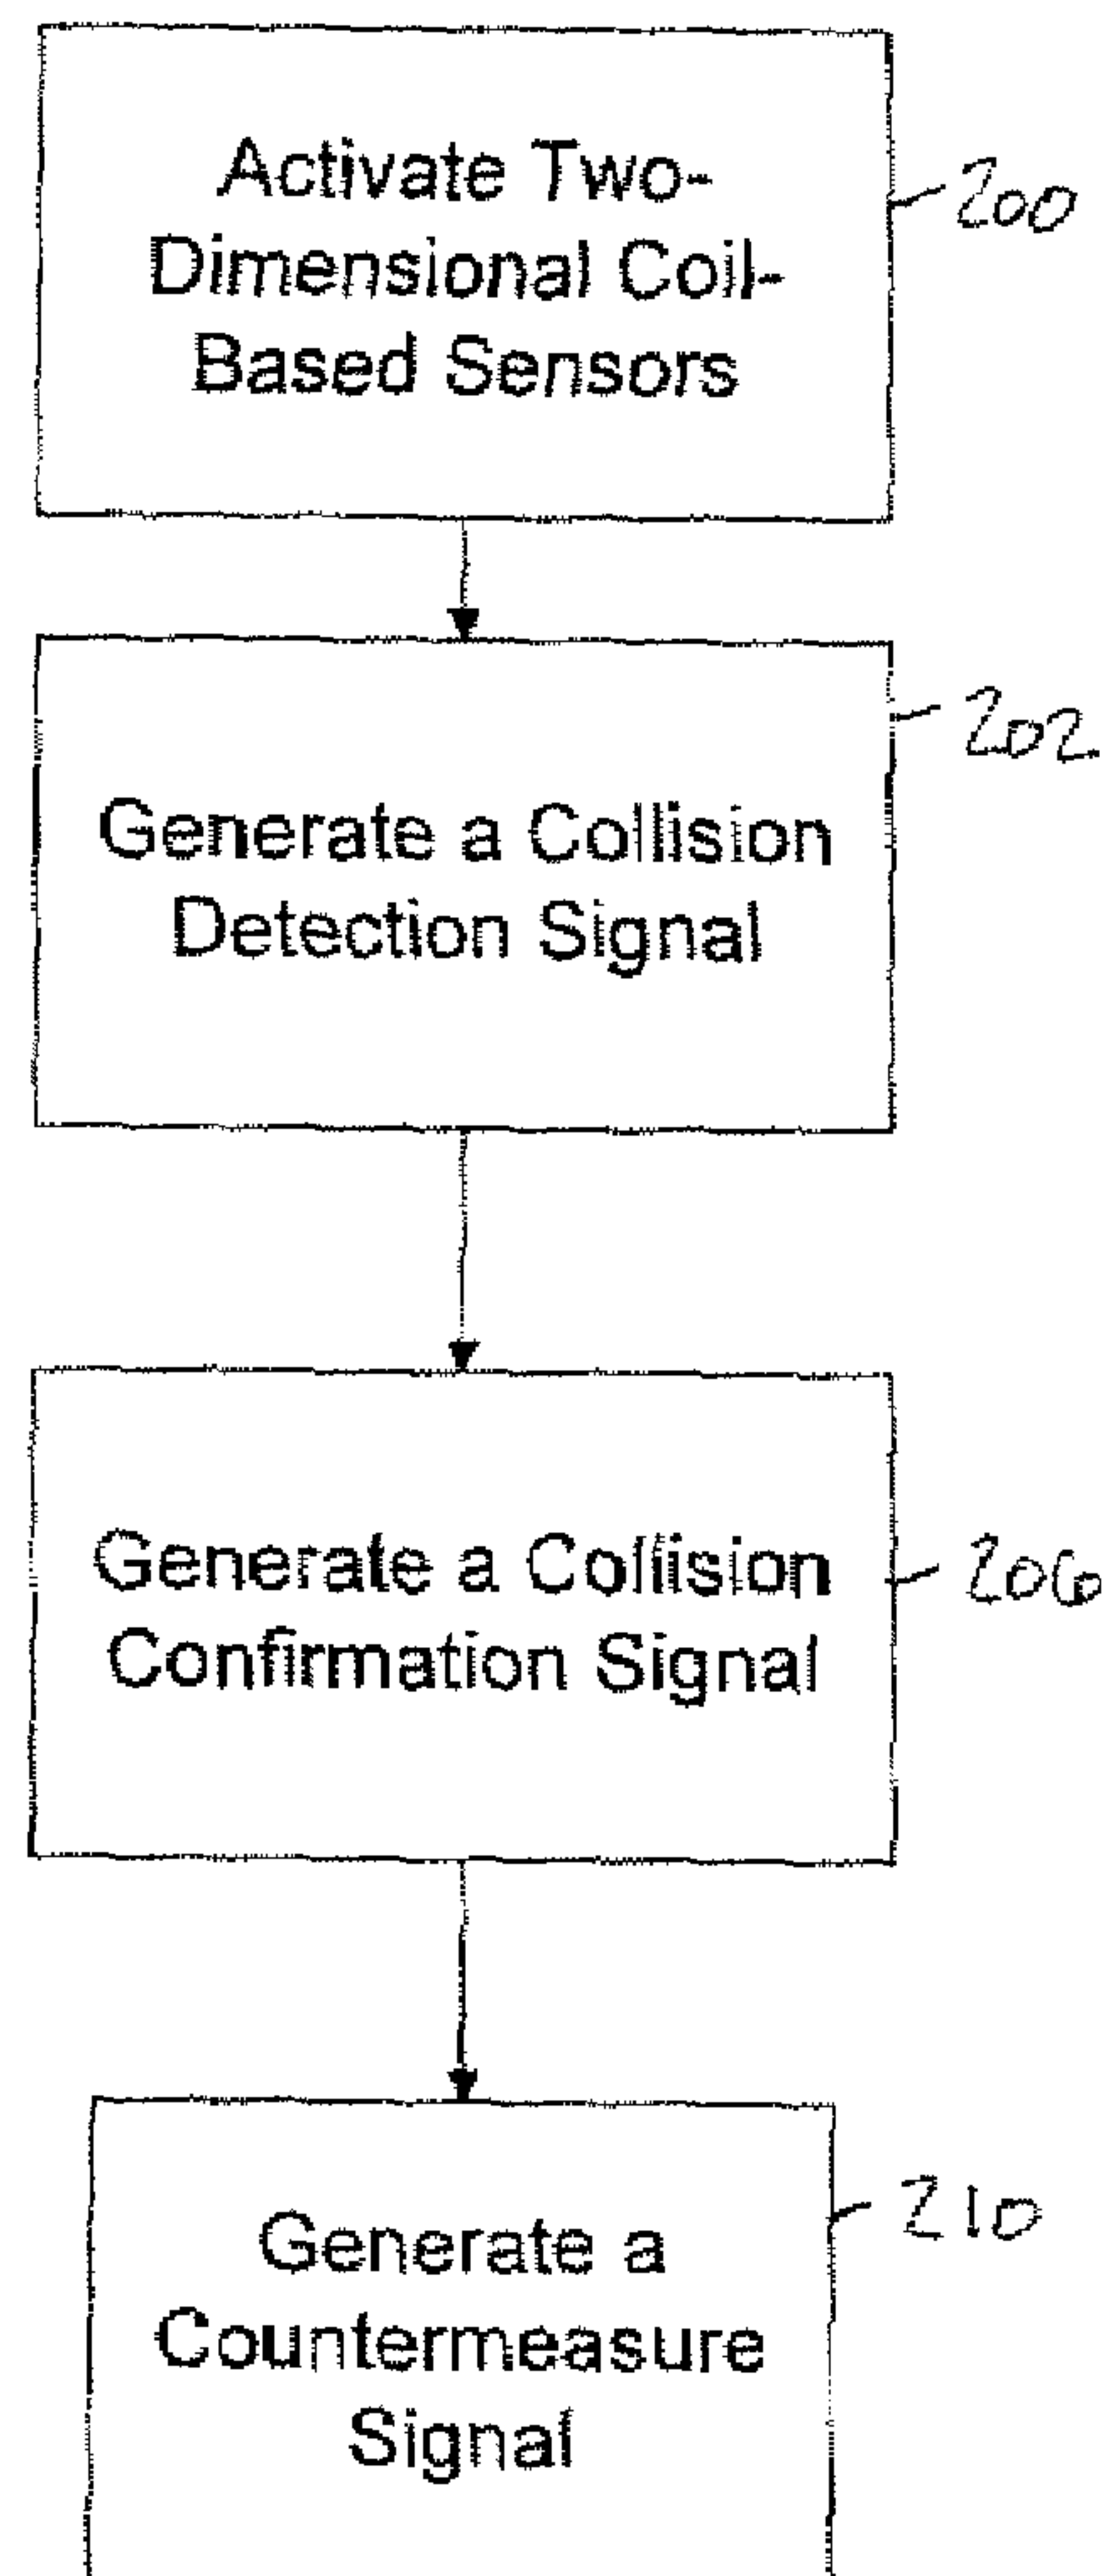 Activate Two-
Dimensional Coil-
Based Sensors
200
202
Generate a Collision
Detection Signal
Generate a Collision
Confirmation Signal
206
210
Generate a
Countermeasure
Signal